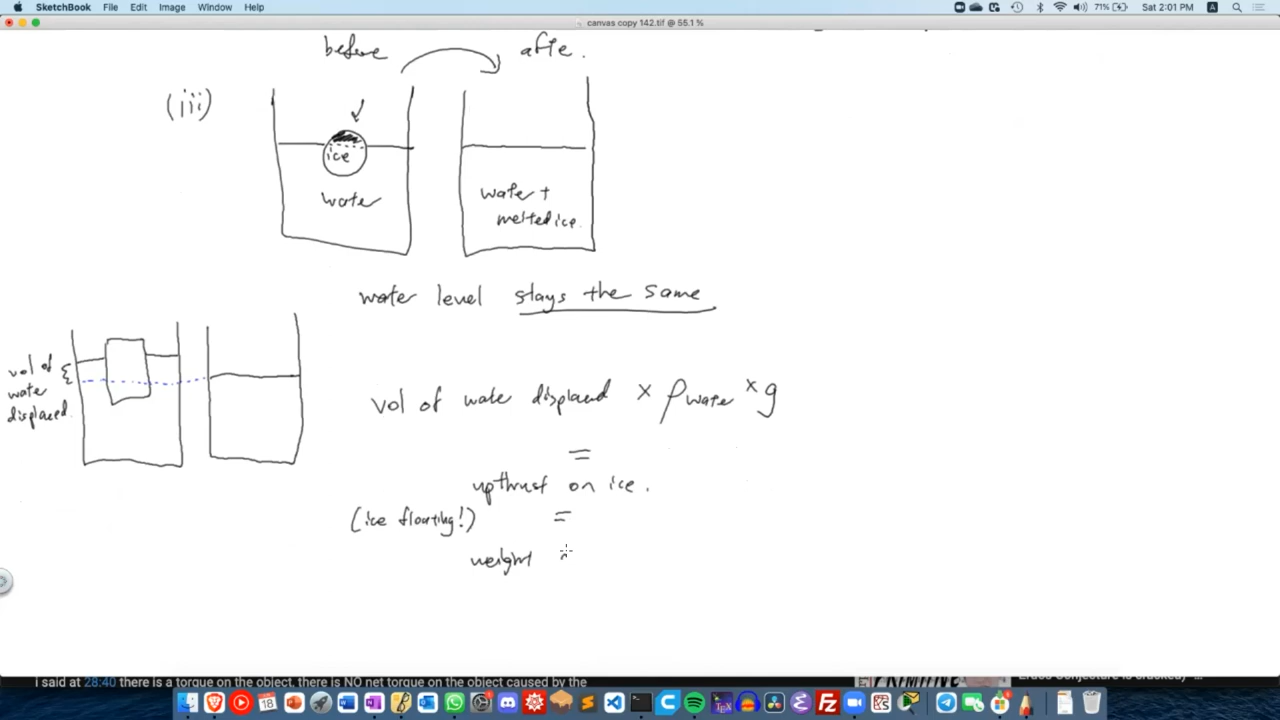 SketchBook File Edit Image Window Help
71% Sat 2:01 PM
canvas copy 142.tif @ 55.1 %
before afte.
(iii)
ice
water
water +
melted ice.
water level stays the same
vol of
water
displaced
vol of water displaced × ρwater × g
=
upthrust on ice.
(ice floating!) =
weight
I said at 28:40 there is a torque on the object, there is NO net torque on the object caused by the